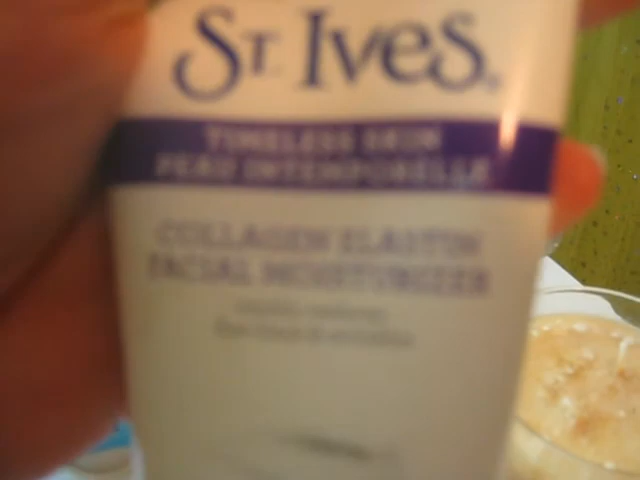 St. Ives
TIMELESS SKIN
PEAU INTEMPORELLE
COLLAGEN ELASTIN
FACIAL MOISTURIZER